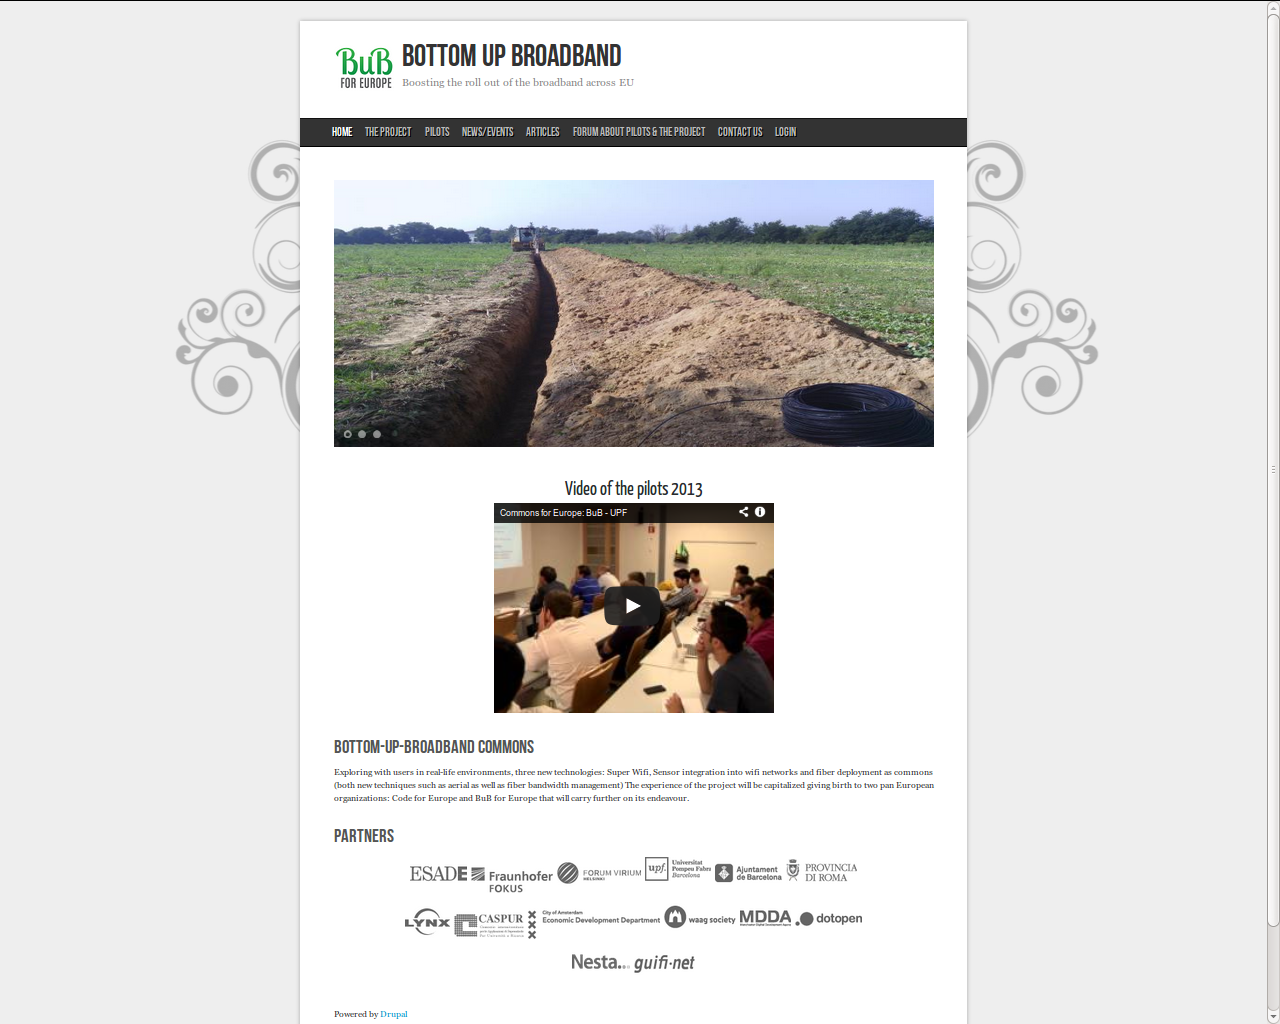 BuB
FOR EUROPE
BOTTOM UP BROADBAND
Boosting the roll out of the broadband across EU
HOME THE PROJECT PILOTS NEWS/EVENTS ARTICLES FORUM ABOUT PILOTS & THE PROJECT CONTACT US LOGIN
Video of the pilots 2013
Commons for Europe: BuB - UPF
BOTTOM-UP-BROADBAND COMMONS
Exploring with users in real-life environments, three new technologies: Super Wifi, Sensor integration into wifi networks and fiber deployment as commons
(both new techniques such as aerial as well as fiber bandwidth management) The experience of the project will be capitalized giving birth to two pan European
organizations: Code for Europe and BuB for Europe that will carry further on its endeavour.
PARTNERS
ESADE
Fraunhofer
FOKUS
FORUM VIRIUM
HELSINKI
upf.
Universitat
Pompeu Fabra
Barcelona
Ajuntament
de Barcelona
PROVINCIA
DI ROMA
LYNX
CASPUR
City of Amsterdam
Economic Development Department
waag society
MDDA
dotopen
Nesta...
guifi·net
Powered by Drupal